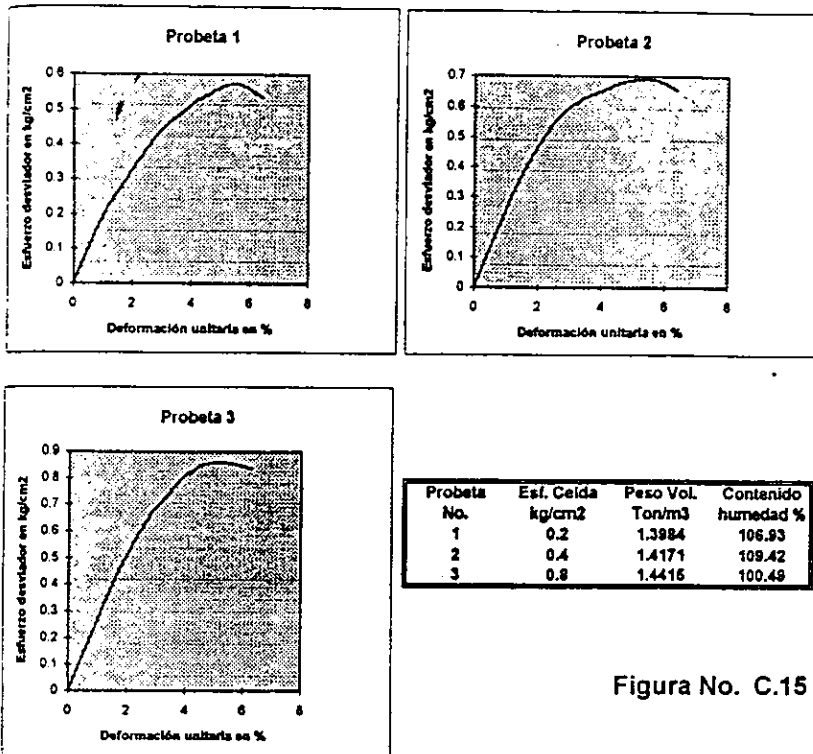 Probeta 1
0.6
0.5
0.4
0.3
0.2
0.1
0
0 2 4 6 8
Esfuerzo desviador en kg/cm2
Deformación unitaria en %
Probeta 2
0.7
0.6
0.5
0.4
0.3
0.2
0.1
0
0 2 4 6 8
Esfuerzo desviador en kg/cm2
Deformación unitaria en %
Probeta 3
0.9
0.8
0.7
0.6
0.5
0.4
0.3
0.2
0.1
0
0 2 4 6 8
Esfuerzo desviador en kg/cm2
Deformación unitaria en %
Probeta Esf. Celda Peso Vol. Contenido
No. kg/cm2 Ton/m3 humedad %
1 0.2 1.3984 106.93
2 0.4 1.4171 109.42
3 0.8 1.4415 100.49
Figura No. C.15